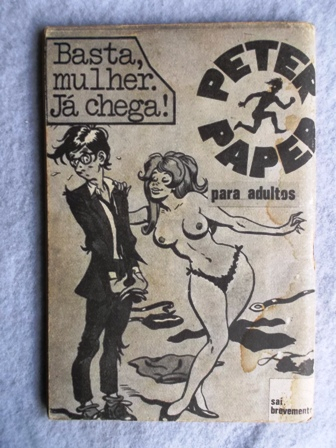 Basta,
mulher.
Já chega!
PETER
PAPER
para adultos
sai
brevemente